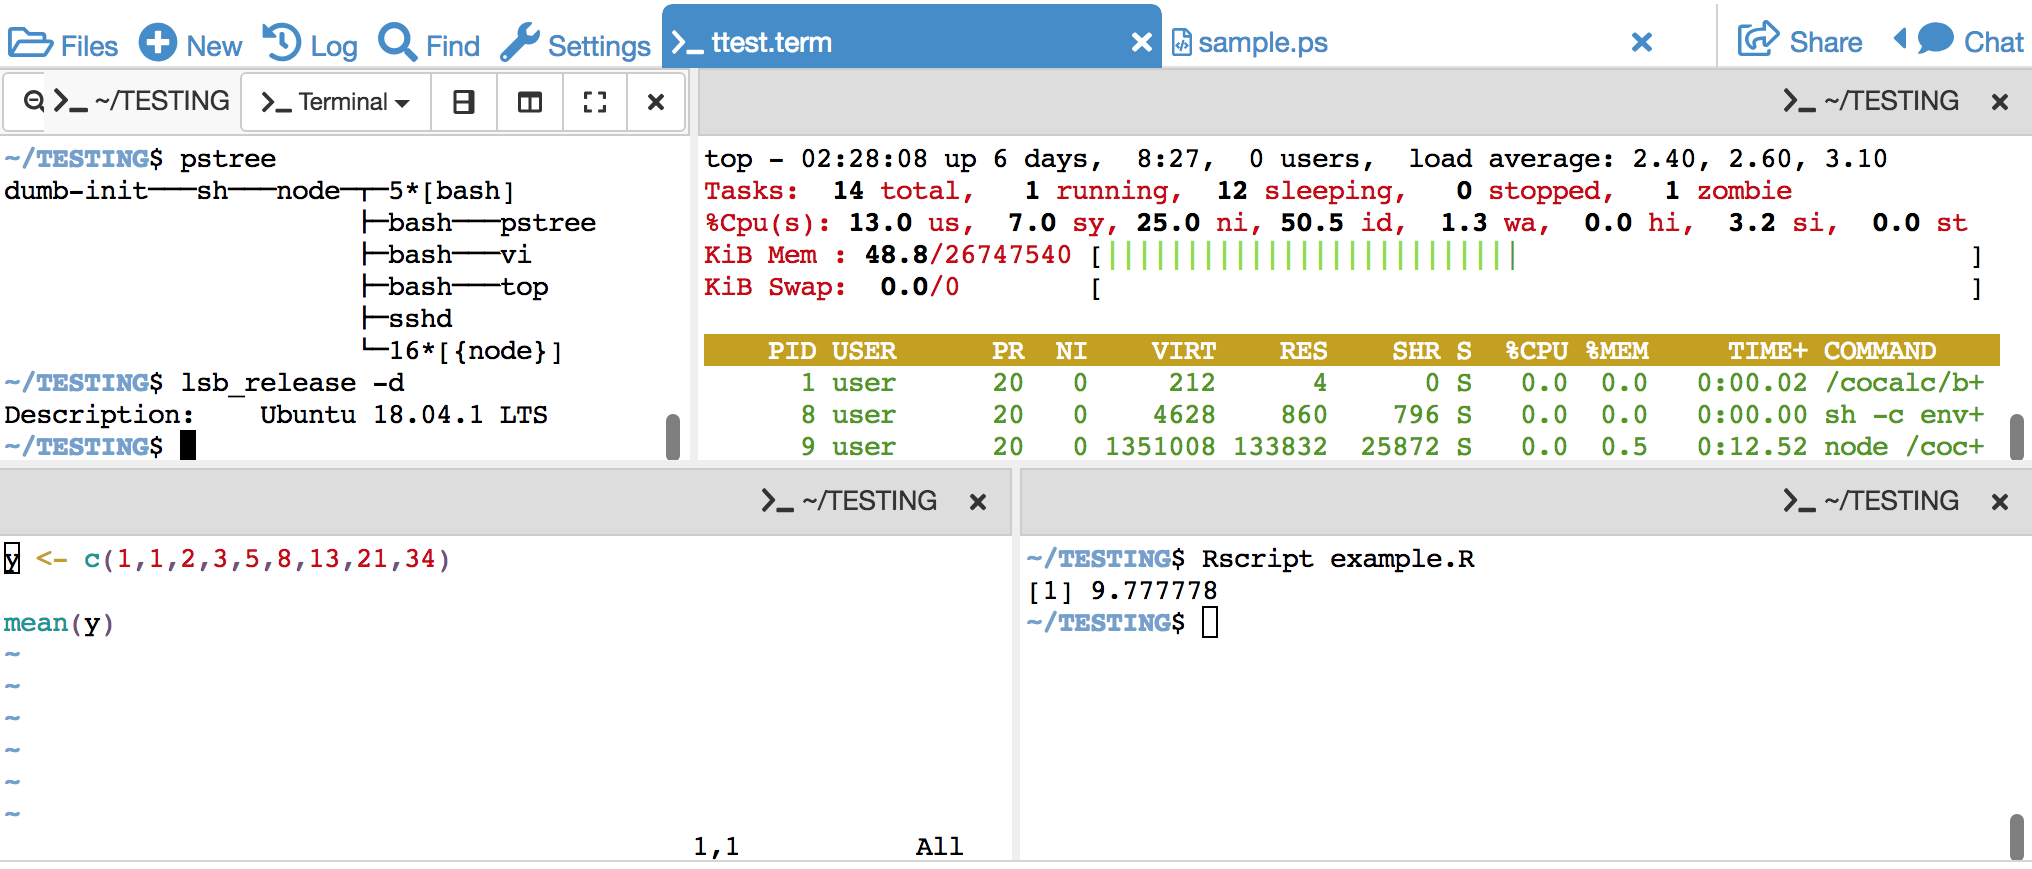 Files New Log Find Settings >_ ttest.term × sample.ps × Share Chat
>_ ~/TESTING >_ Terminal ×
~/TESTING$ pstree
dumb-init───sh───node─┬─5*[bash]
├─bash───pstree
├─bash───vi
├─bash───top
├─sshd
└─16*[{node}]
~/TESTING$ lsb_release -d
Description:    Ubuntu 18.04.1 LTS
~/TESTING$
>_ ~/TESTING ×
top - 02:28:08 up 6 days,  8:27,  0 users,  load average: 2.40, 2.60, 3.10
Tasks:  14 total,   1 running,  12 sleeping,   0 stopped,   1 zombie
%Cpu(s): 13.0 us,  7.0 sy, 25.0 ni, 50.5 id,  1.3 wa,  0.0 hi,  3.2 si,  0.0 st
KiB Mem : 48.8/26747540 [||||||||||||||||||||||||||                             ]
KiB Swap:  0.0/0        [                                                       ]
PID USER      PR  NI    VIRT    RES    SHR S  %CPU %MEM     TIME+ COMMAND
1 user      20   0     212      4      0 S   0.0  0.0   0:00.02 /cocalc/b+
8 user      20   0    4628    860    796 S   0.0  0.0   0:00.00 sh -c env+
9 user      20   0 1351008 133832  25872 S   0.0  0.5   0:12.52 node /coc+
>_ ~/TESTING ×
y <- c(1,1,2,3,5,8,13,21,34)
mean(y)
~
~
~
~
~
~
1,1           All
>_ ~/TESTING ×
~/TESTING$ Rscript example.R
[1] 9.777778
~/TESTING$